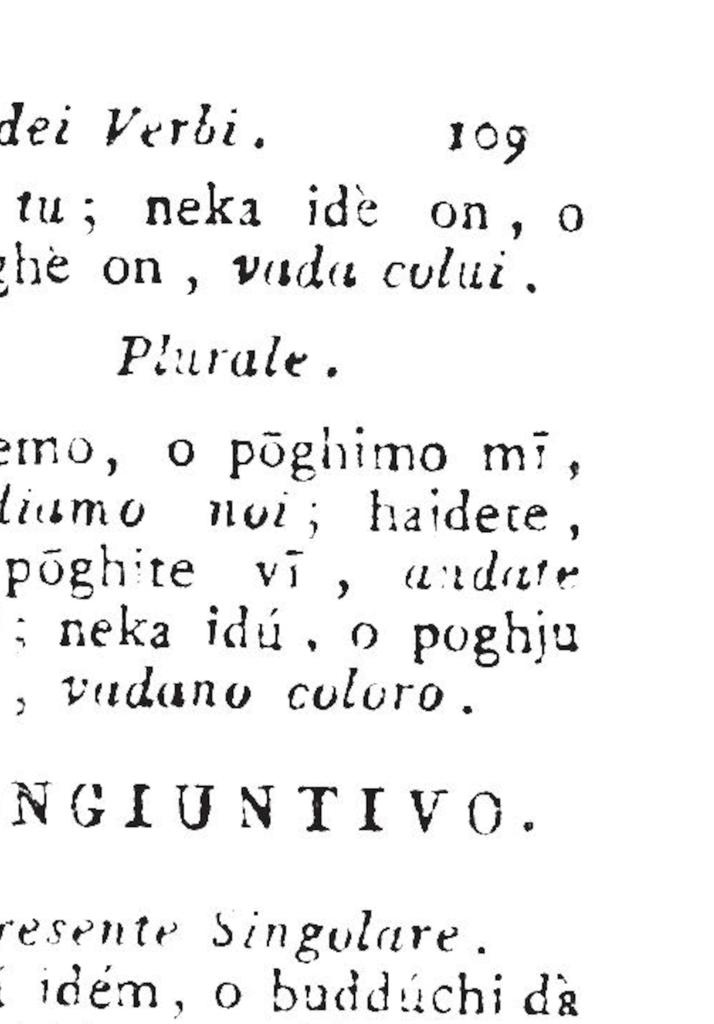 dei Verbi. 109
tu; neka idè on, o
ghè on, vada colui.
Plurale.
emo, o pōghimo mī,
diamo noi; haidete,
pōghite vī, andate
; neka idú, o poghju
, vadano coloro.
NGIUNTIVO.
resente Singolare.
idém, o buddúchi dà